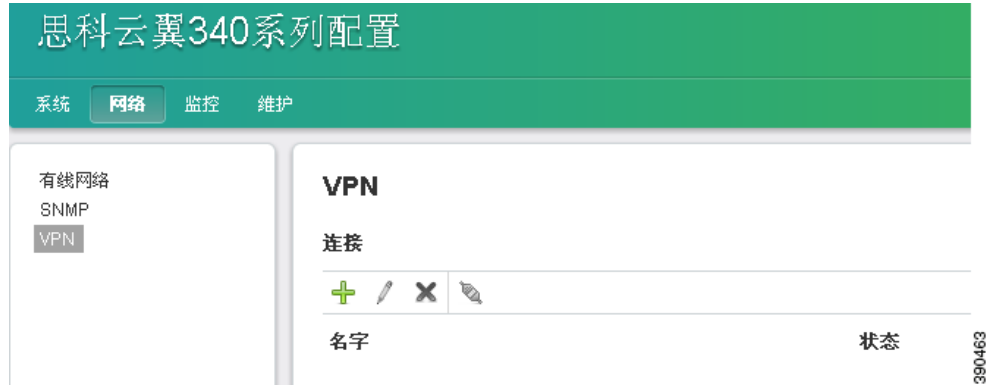 思科云翼340系列配置
系统 网络 监控 维护
有线网络
SNMP
VPN
VPN
连接
名字 状态
390463